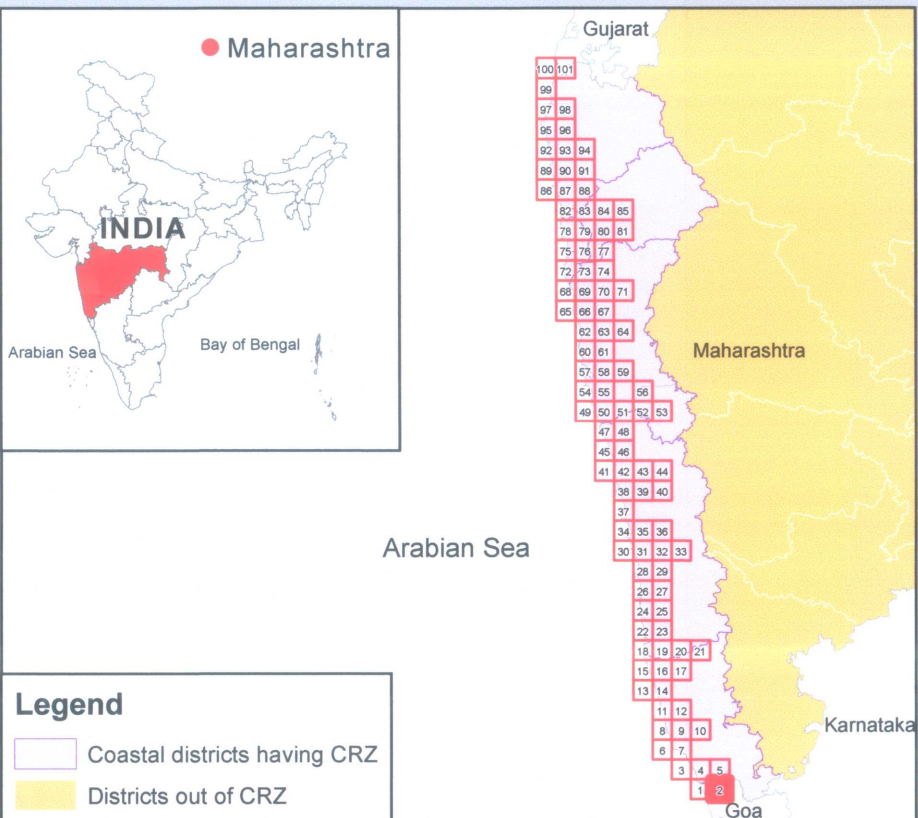 Maharashtra
INDIA
Arabian Sea
Bay of Bengal
Gujarat
100 101
99
97 98
95 96
92 93 94
89 90 91
86 87 88
82 83 84 85
78 79 80 81
75 76 77
72 73 74
68 69 70 71
65 66 67
62 63 64
Maharashtra
60 61
57 58 59
54 55 56
49 50 51 52 53
47 48
45 46
41 42 43 44
38 39 40
37
34 35 36
Arabian Sea
30 31 32 33
28 29
26 27
24 25
22 23
18 19 20 21
15 16 17
13 14
11 12
Karnataka
8 9 10
6 7
3 4 5
1 2
Goa
Legend
Coastal districts having CRZ
Districts out of CRZ